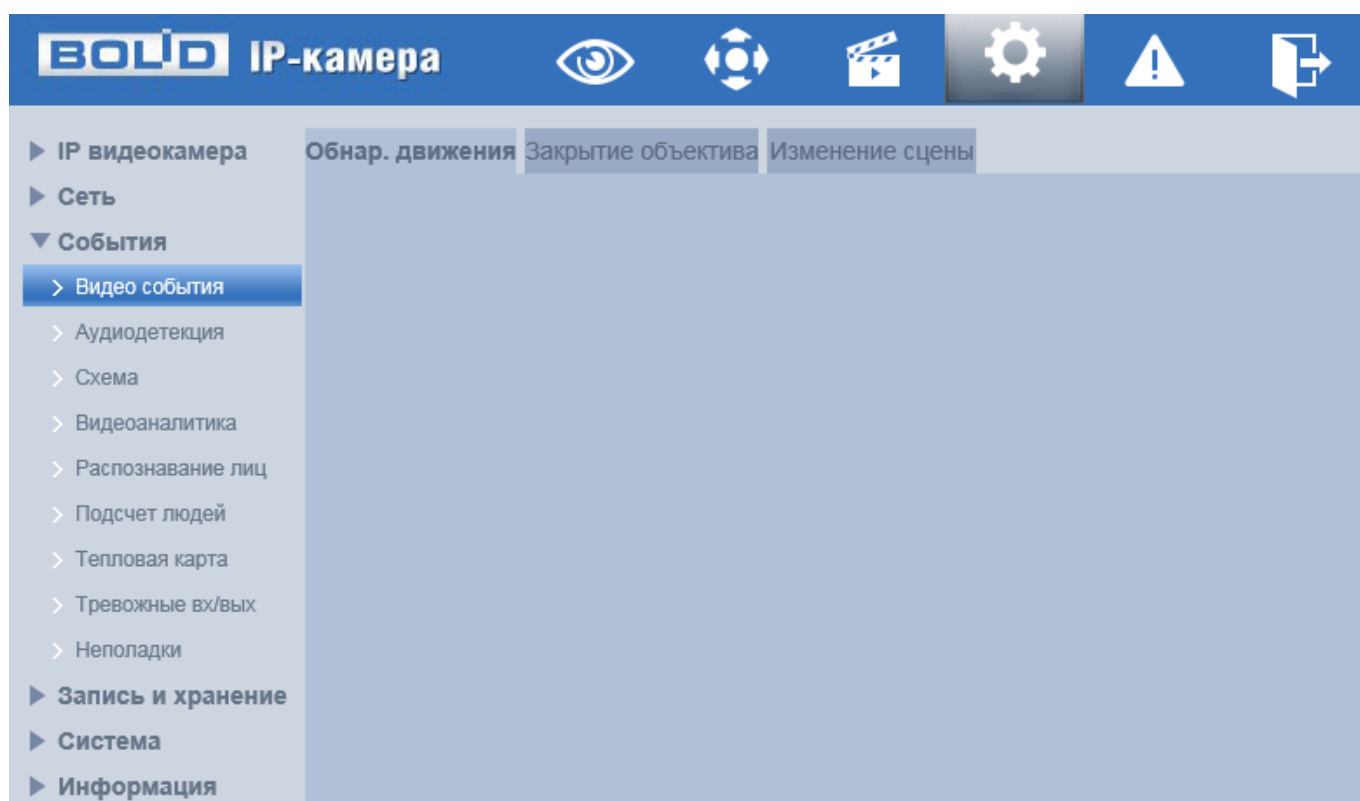 BOLID IP-камера
IP видеокамера
Сеть
События
Видео события
Аудиодетекция
Схема
Видеоаналитика
Распознавание лиц
Подсчет людей
Тепловая карта
Тревожные вх/вых
Неполадки
Запись и хранение
Система
Информация
Обнар. движения Закрытие объектива Изменение сцены